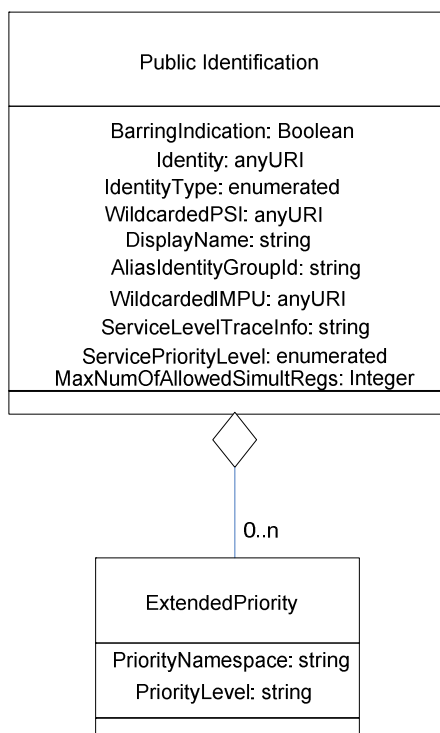 Public Identification
BarringIndication: Boolean
Identity: anyURI
IdentityType: enumerated
WildcardedPSI: anyURI
DisplayName: string
AliasIdentityGroupId: string
WildcardedIMPU: anyURI
ServiceLevelTraceInfo: string
ServicePriorityLevel: enumerated
MaxNumOfAllowedSimultRegs: Integer
0..n
ExtendedPriority
PriorityNamespace: string
PriorityLevel: string